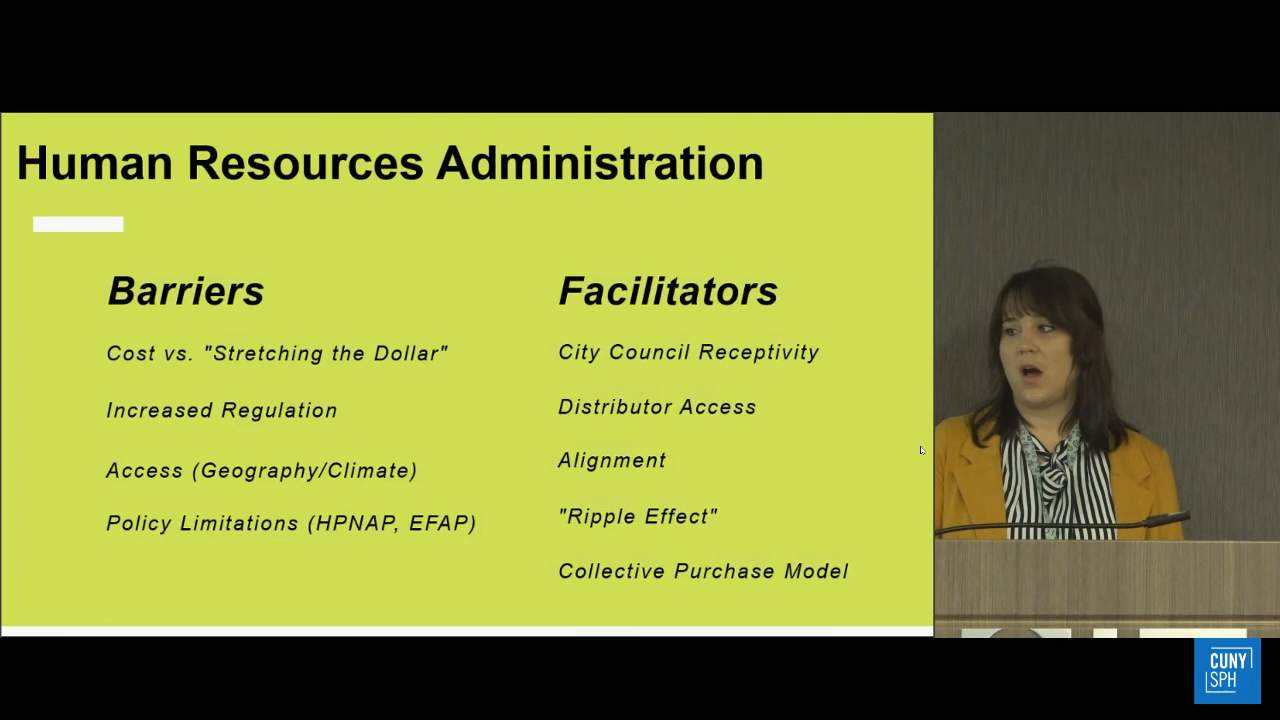 Human Resources Administration
Barriers
Cost vs. "Stretching the Dollar"
Increased Regulation
Access (Geography/Climate)
Policy Limitations (HPNAP, EFAP)
Facilitators
City Council Receptivity
Distributor Access
Alignment
"Ripple Effect"
Collective Purchase Model
CUNY
SPH